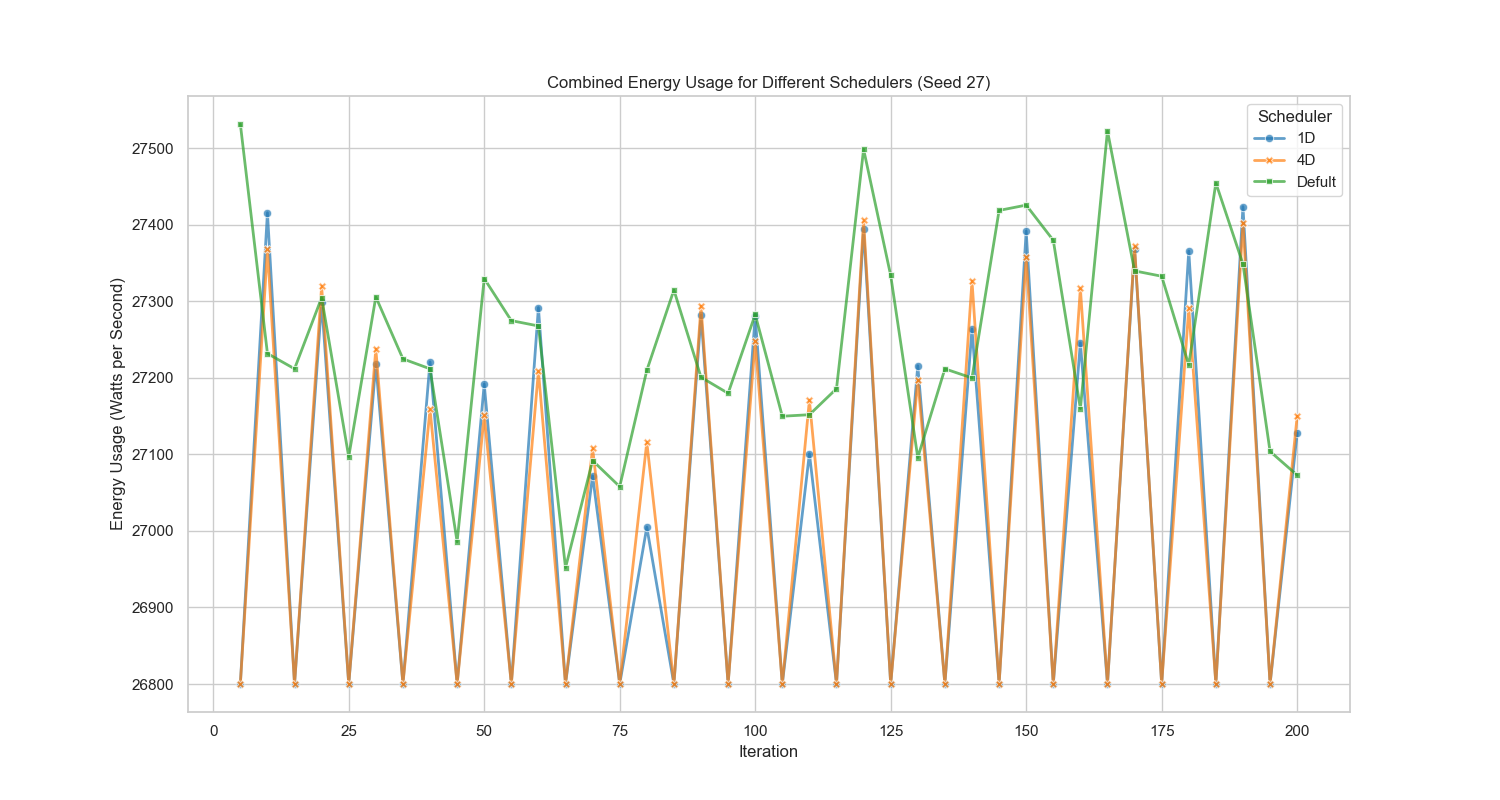 Combined Energy Usage for Different Schedulers (Seed 27)
Scheduler
1D
4D
Defult
Energy Usage (Watts per Second)
27500
27400
27300
27200
27100
27000
26900
26800
0 25 50 75 100 125 150 175 200
Iteration